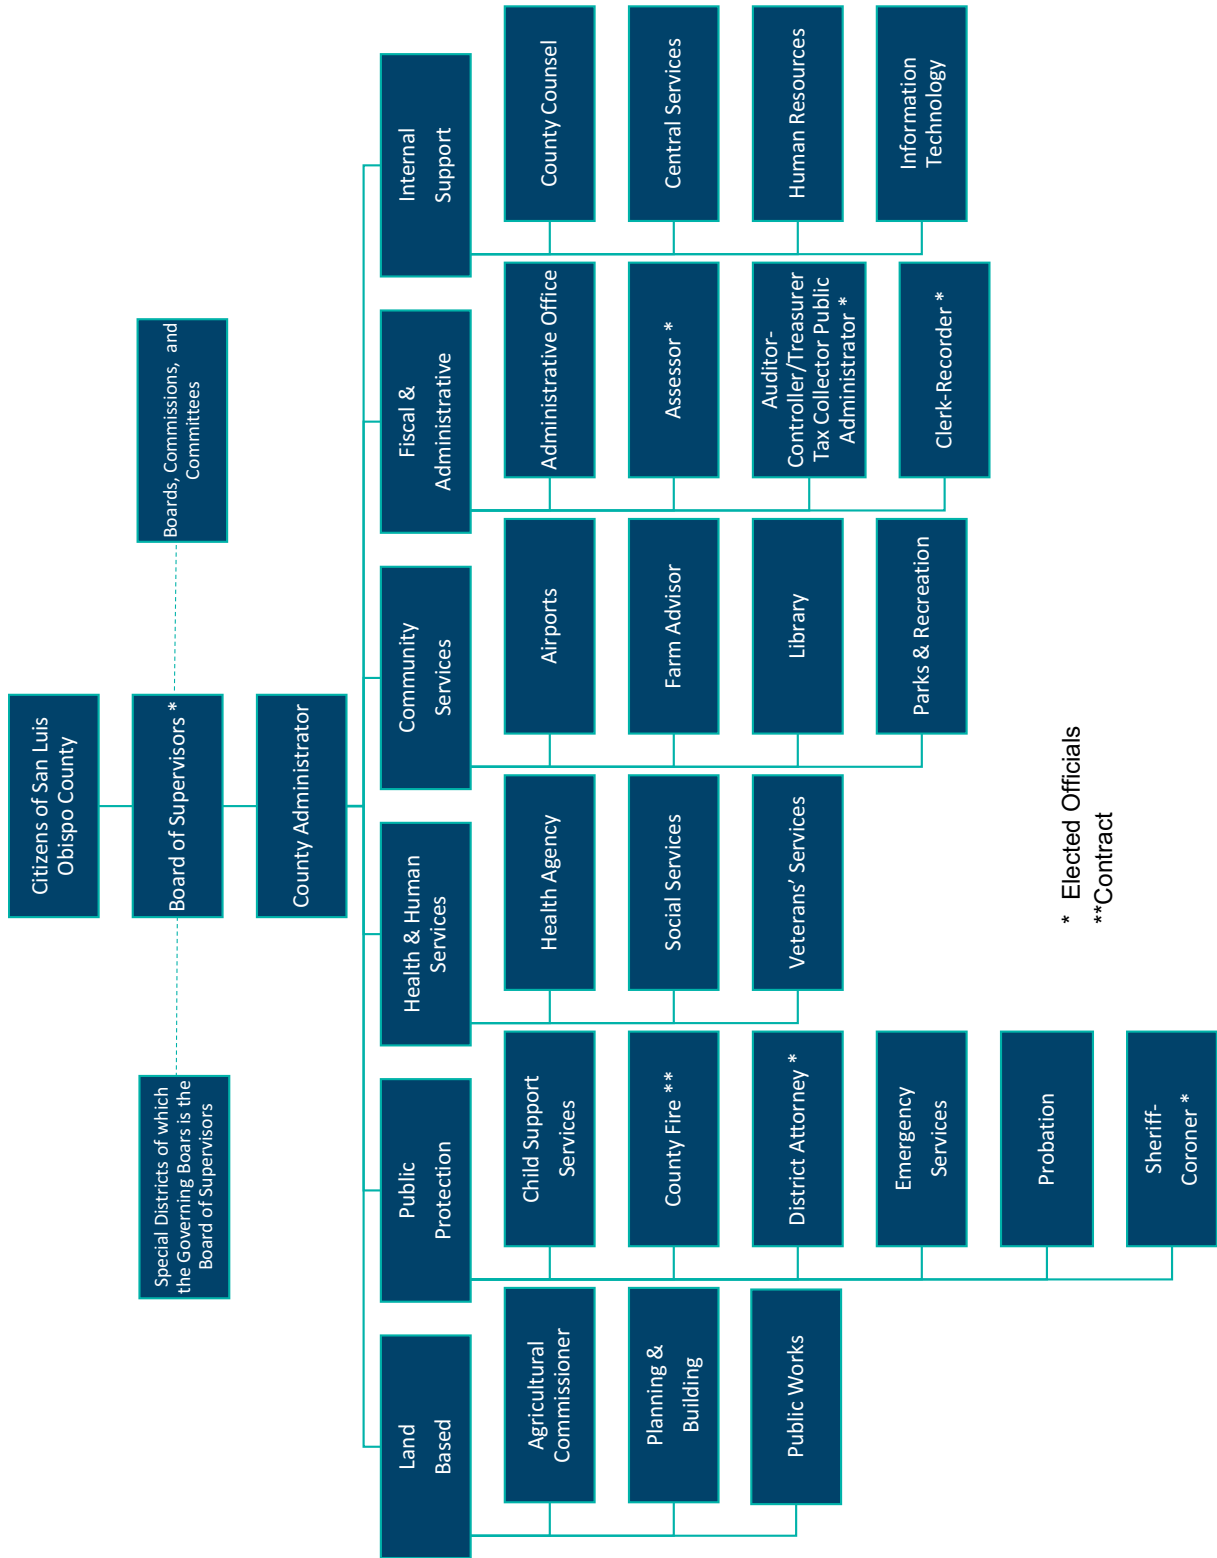 Citizens of San Luis
Obispo County
Special Districts of which
the Governing Boars is the
Board of Supervisors
Board of Supervisors *
Boards, Commissions,  and
Committees
County Administrator
Land
Based
Agricultural
Commissioner
Planning &
Building
Public Works
Public
Protection
Child Support
Services
County Fire **
District Attorney *
Emergency
Services
Probation
Sheriff-
Coroner *
Health & Human
Services
Health Agency
Social Services
Veterans’ Services
Community
Services
Airports
Farm Advisor
Library
Parks & Recreation
Fiscal &
Administrative
Administrative Office
Assessor *
Auditor-
Controller/Treasurer
Tax Collector Public
Administrator *
Clerk-Recorder *
Internal
Support
County Counsel
Central Services
Human Resources
Information
Technology
*  Elected Officials
**Contract